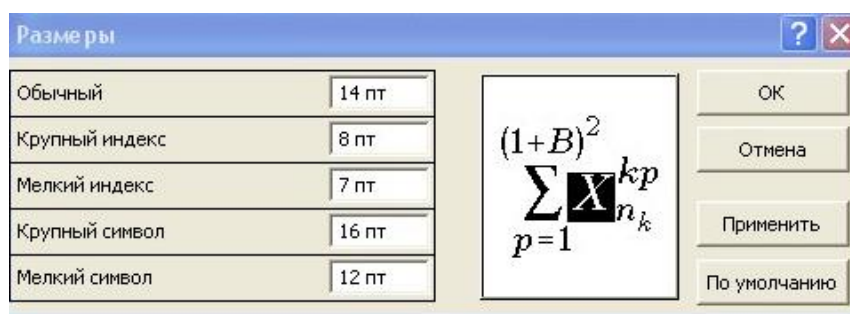 Размеры
Обычный 14 пт
Крупный индекс 8 пт
Мелкий индекс 7 пт
Крупный символ 16 пт
Мелкий символ 12 пт
(1+B)²
∑ X kp
n k
p=1
ОК
Отмена
Применить
По умолчанию